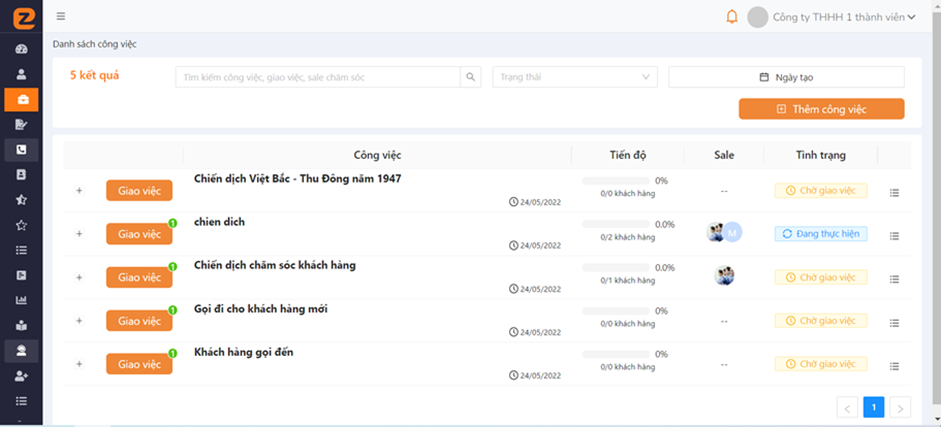 Công ty THHH 1 thành viên
Danh sách công việc
5 kết quả
Tìm kiếm công việc, giao việc, sale chăm sóc
Trạng thái
Ngày tạo
Thêm công việc
Công việc Tiến độ Sale Tình trạng
Giao việc
Chiến dịch Việt Bắc - Thu Đông năm 1947
24/05/2022
0%
0/0 khách hàng
--
Chờ giao việc
Giao việc 1
chien dich
24/05/2022
0.0%
0/2 khách hàng
M
Đang thực hiện
Giao việc 1
Chiến dịch chăm sóc khách hàng
24/05/2022
0.0%
0/1 khách hàng
Chờ giao việc
Giao việc 1
Gọi đi cho khách hàng mới
24/05/2022
0%
0/0 khách hàng
--
Chờ giao việc
Giao việc 1
Khách hàng gọi đến
24/05/2022
0%
0/0 khách hàng
--
Chờ giao việc
< 1 >